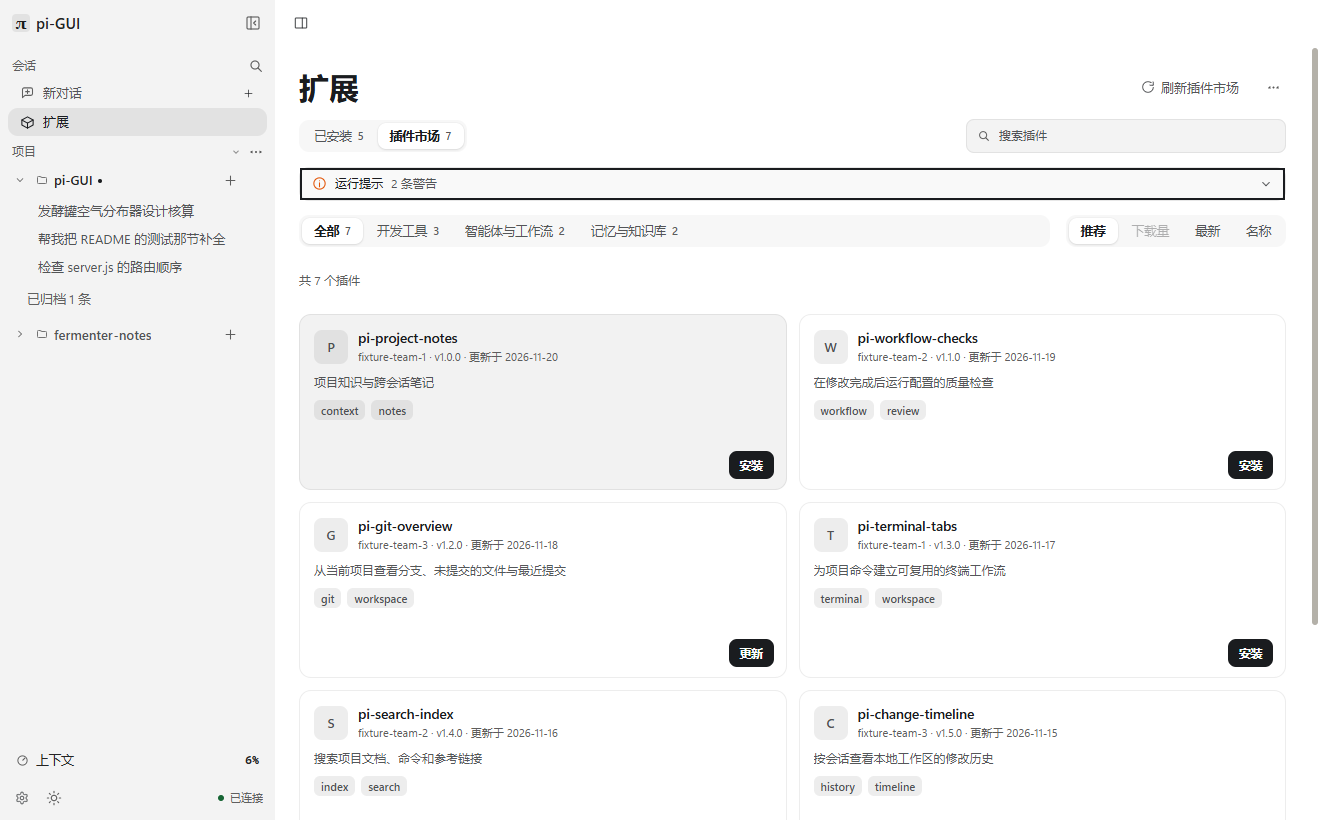 π pi-GUI
会话
新对话
扩展
项目
pi-GUI
发酵罐空气分布器设计核算
帮我把 README 的测试那节补全
检查 server.js 的路由顺序
已归档 1 条
fermenter-notes
上下文 6%
已连接
扩展
刷新插件市场
已安装 5 插件市场 7
搜索插件
运行提示 2 条警告
全部 7 开发工具 3 智能体与工作流 2 记忆与知识库 2
推荐 下载量 最新 名称
共 7 个插件
P pi-project-notes
fixture-team-1 · v1.0.0 · 更新于 2026-11-20
项目知识与跨会话笔记
context notes
安装
W pi-workflow-checks
fixture-team-2 · v1.1.0 · 更新于 2026-11-19
在修改完成后运行配置的质量检查
workflow review
安装
G pi-git-overview
fixture-team-3 · v1.2.0 · 更新于 2026-11-18
从当前项目查看分支、未提交的文件与最近提交
git workspace
更新
T pi-terminal-tabs
fixture-team-1 · v1.3.0 · 更新于 2026-11-17
为项目命令建立可复用的终端工作流
terminal workspace
安装
S pi-search-index
fixture-team-2 · v1.4.0 · 更新于 2026-11-16
搜索项目文档、命令和参考链接
index search
C pi-change-timeline
fixture-team-3 · v1.5.0 · 更新于 2026-11-15
按会话查看本地工作区的修改历史
history timeline